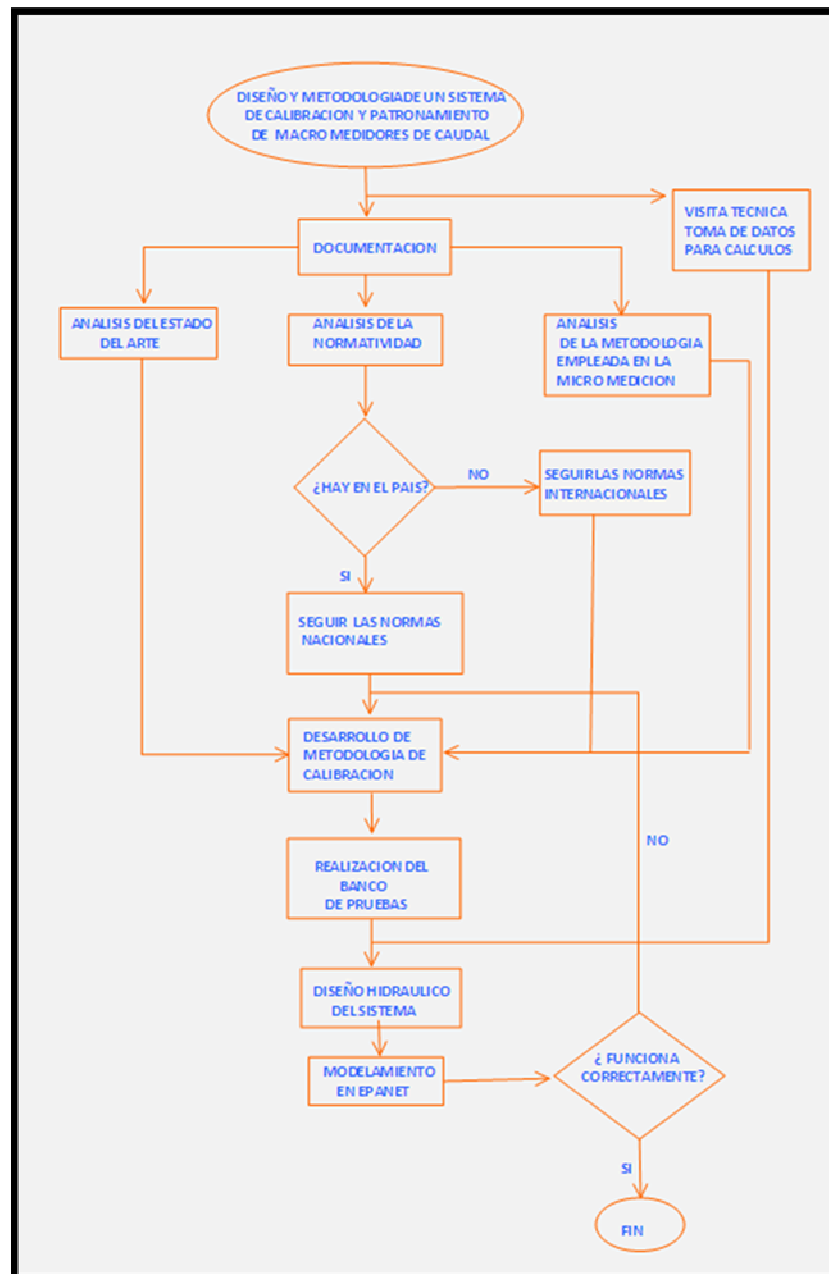 DISEÑO Y METODOLOGIADE UN SISTEMA
DE CALIBRACION Y PATRONAMIENTO
DE MACRO MEDIDORES DE CAUDAL
VISITA TECNICA
TOMA DE DATOS
PARA CALCULOS
DOCUMENTACION
ANALISIS DEL ESTADO
DEL ARTE
ANALISIS DE LA
NORMATIVIDAD
ANALISIS
DE LA METODOLOGIA
EMPLEADA EN LA
MICRO MEDICION
¿HAY EN EL PAIS?
NO
SEGUIR LAS NORMAS
INTERNACIONALES
SI
SEGUIR LAS NORMAS
NACIONALES
DESARROLLO DE
METODOLOGIA DE
CALIBRACION
NO
REALIZACION DEL
BANCO
DE PRUEBAS
DISEÑO HIDRAULICO
DEL SISTEMA
MODELAMIENTO
EN EPANET
¿ FUNCIONA
CORRECTAMENTE?
SI
FIN